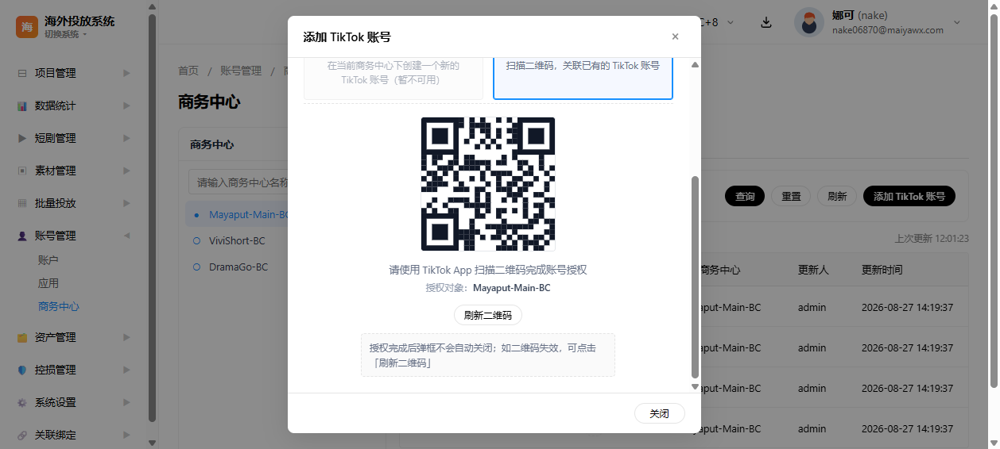 海
海外投放系统
切换系统
项目管理
数据统计
短剧管理
素材管理
批量投放
账号管理
账户
应用
商务中心
资产管理
控损管理
系统设置
关联绑定
C+8
娜可 (nake)
nake06870@maiyawx.com
首页 / 账号管理 /
商务中心
商务中心
请输入商务中心名称
Mayaput-Main-BC
ViviShort-BC
DramaGo-BC
查询
重置
刷新
添加 TikTok 账号
上次更新 12:01:23
商务中心
更新人
更新时间
aput-Main-BC
admin
2026-08-27 14:19:37
aput-Main-BC
admin
2026-08-27 14:19:37
aput-Main-BC
admin
2026-08-27 14:19:37
aput-Main-BC
admin
2026-08-27 14:19:37
添加 TikTok 账号
×
在当前商务中心下创建一个新的
TikTok 账号（暂不可用）
扫描二维码，关联已有的 TikTok 账号
请使用 TikTok App 扫描二维码完成账号授权
授权对象：Mayaput-Main-BC
刷新二维码
授权完成后弹框不会自动关闭；如二维码失效，可点击
「刷新二维码」
关闭